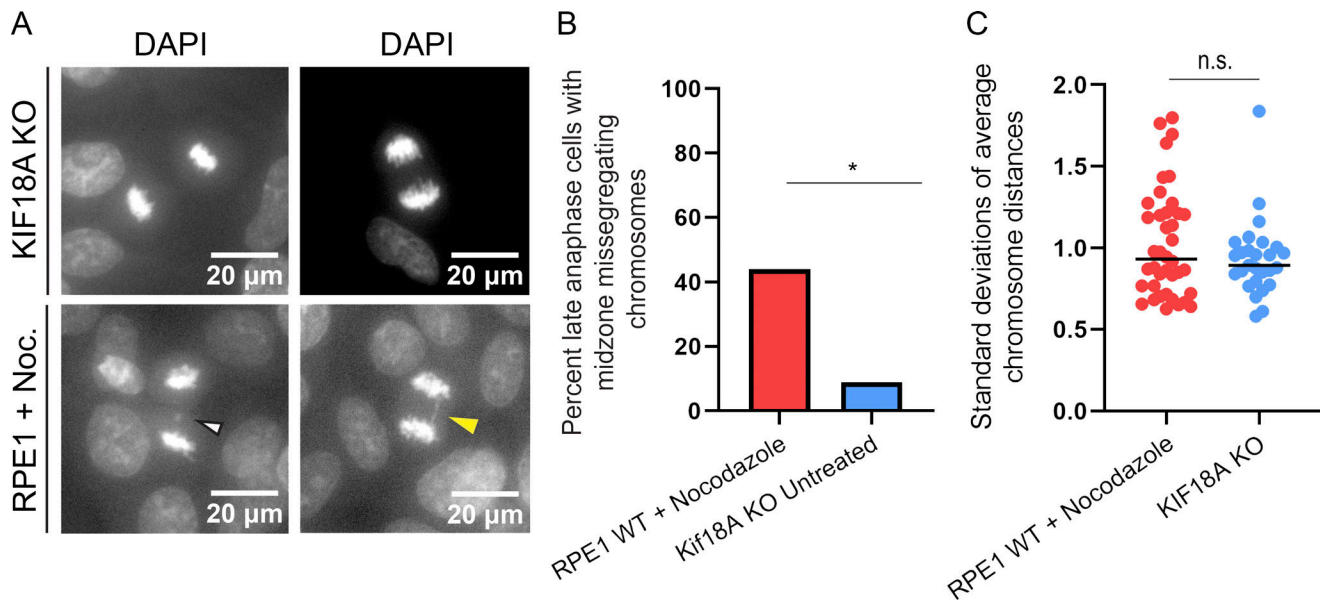 A
DAPI
DAPI
KIF18A KO
20 µm
20 µm
RPE1 + Noc.
20 µm
20 µm
B
Percent late anaphase cells with
midzone missegregating
chromosomes
100
80
60
40
20
0
*
RPE1 WT + Nocodazole
Kif18A KO Untreated
C
Standard deviations of average
chromosome distances
n.s.
2.0
1.5
1.0
0.5
0.0
RPE1 WT + Nocodazole
KIF18A KO